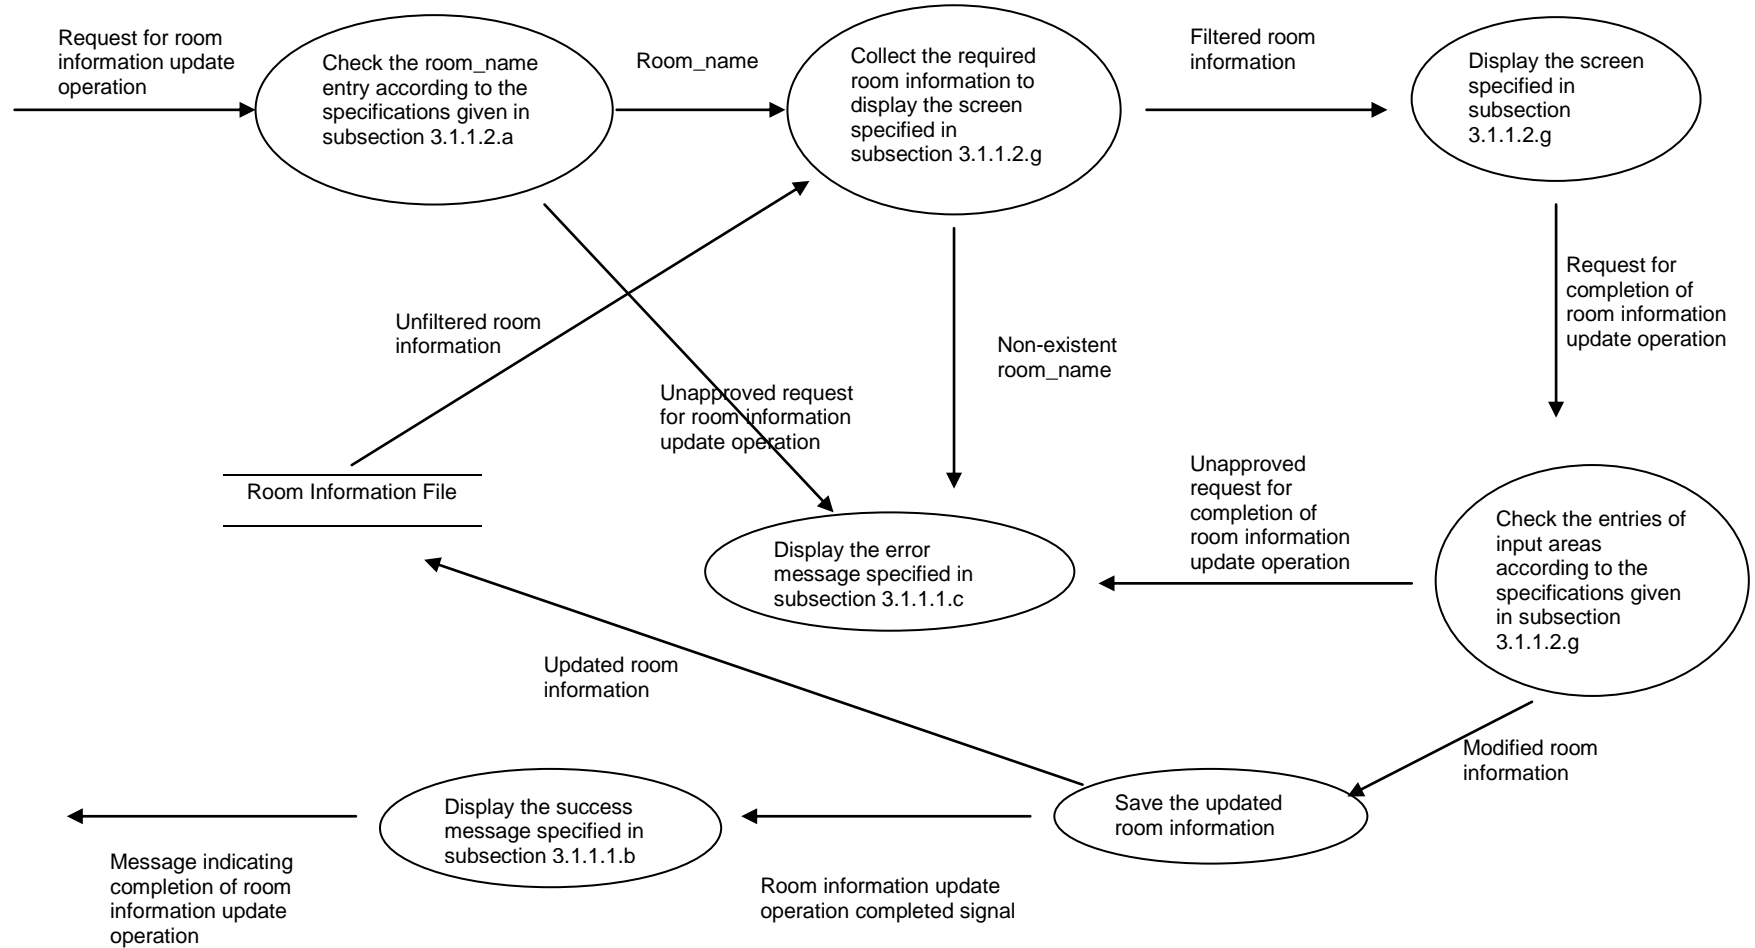 Request for room
information update
operation
Check the room_name
entry according to the
specifications given in
subsection 3.1.1.2.a
Room_name
Collect the required
room information to
display the screen
specified in
subsection 3.1.1.2.g
Filtered room
information
Display the screen
specified in
subsection
3.1.1.2.g
Request for
completion of
room information
update operation
Unfiltered room
information
Non-existent
room_name
Unapproved request
for room information
update operation
Room Information File
Unapproved
request for
completion of
room information
update operation
Check the entries of
input areas
according to the
specifications given
in subsection
3.1.1.2.g
Display the error
message specified in
subsection 3.1.1.1.c
Updated room
information
Modified room
information
Save the updated
room information
Display the success
message specified in
subsection 3.1.1.1.b
Message indicating
completion of room
information update
operation
Room information update
operation completed signal